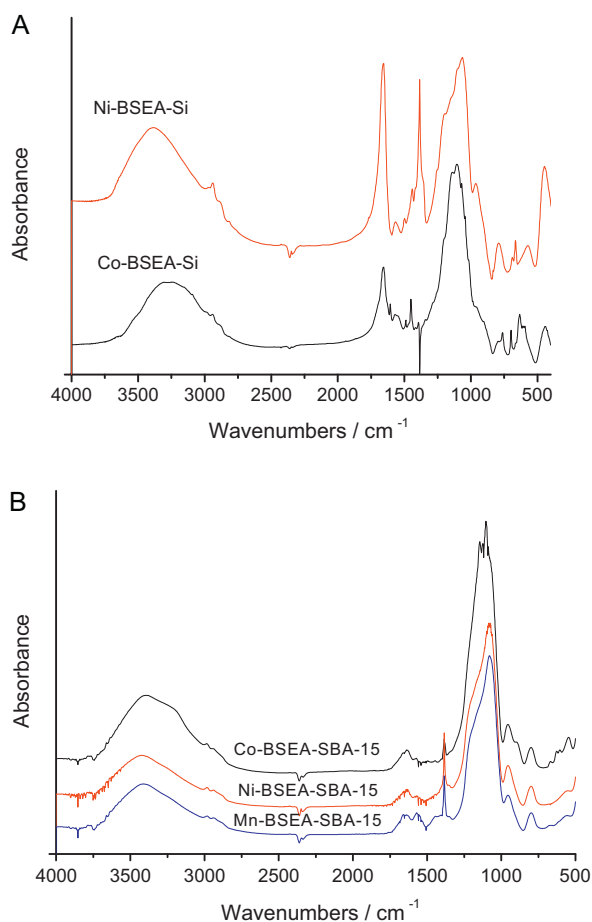 A
Absorbance
Ni-BSEA-Si
Co-BSEA-Si
4000 3500 3000 2500 2000 1500 1000 500
Wavenumbers / cm -1
B
Absorbance
Co-BSEA-SBA-15
Ni-BSEA-SBA-15
Mn-BSEA-SBA-15
4000 3500 3000 2500 2000 1500 1000 500
Wavenumbers / cm -1